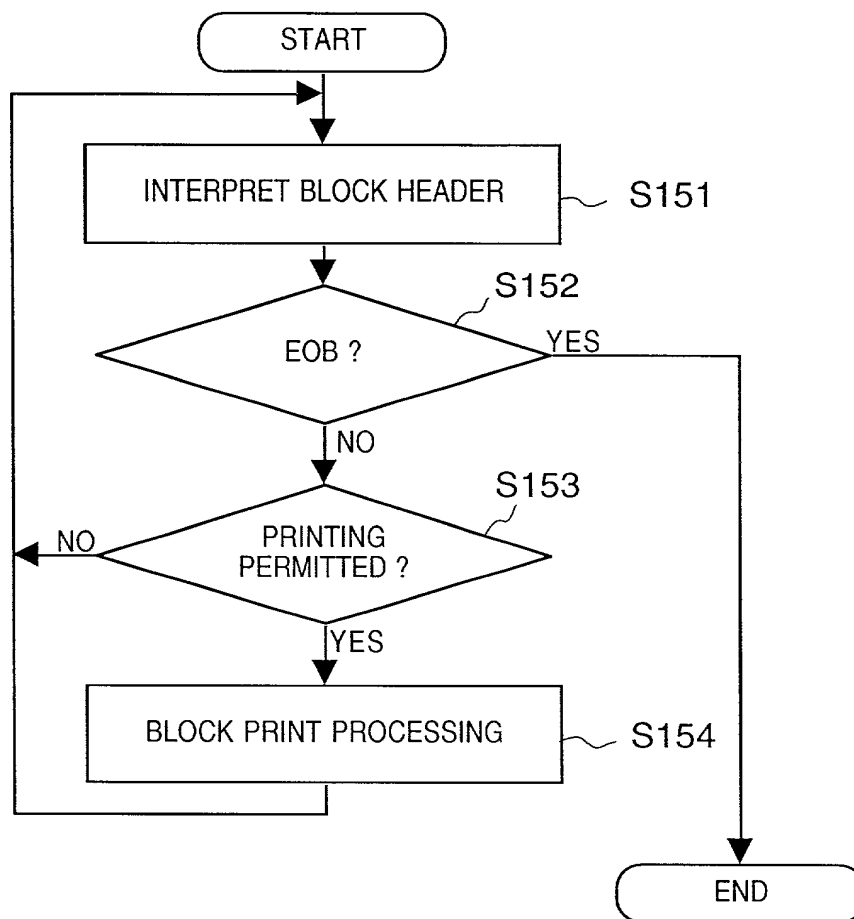 START
INTERPRET BLOCK HEADER
S151
S152
EOB ?
YES
NO
S153
PRINTING
PERMITTED ?
NO
YES
BLOCK PRINT PROCESSING
S154
END